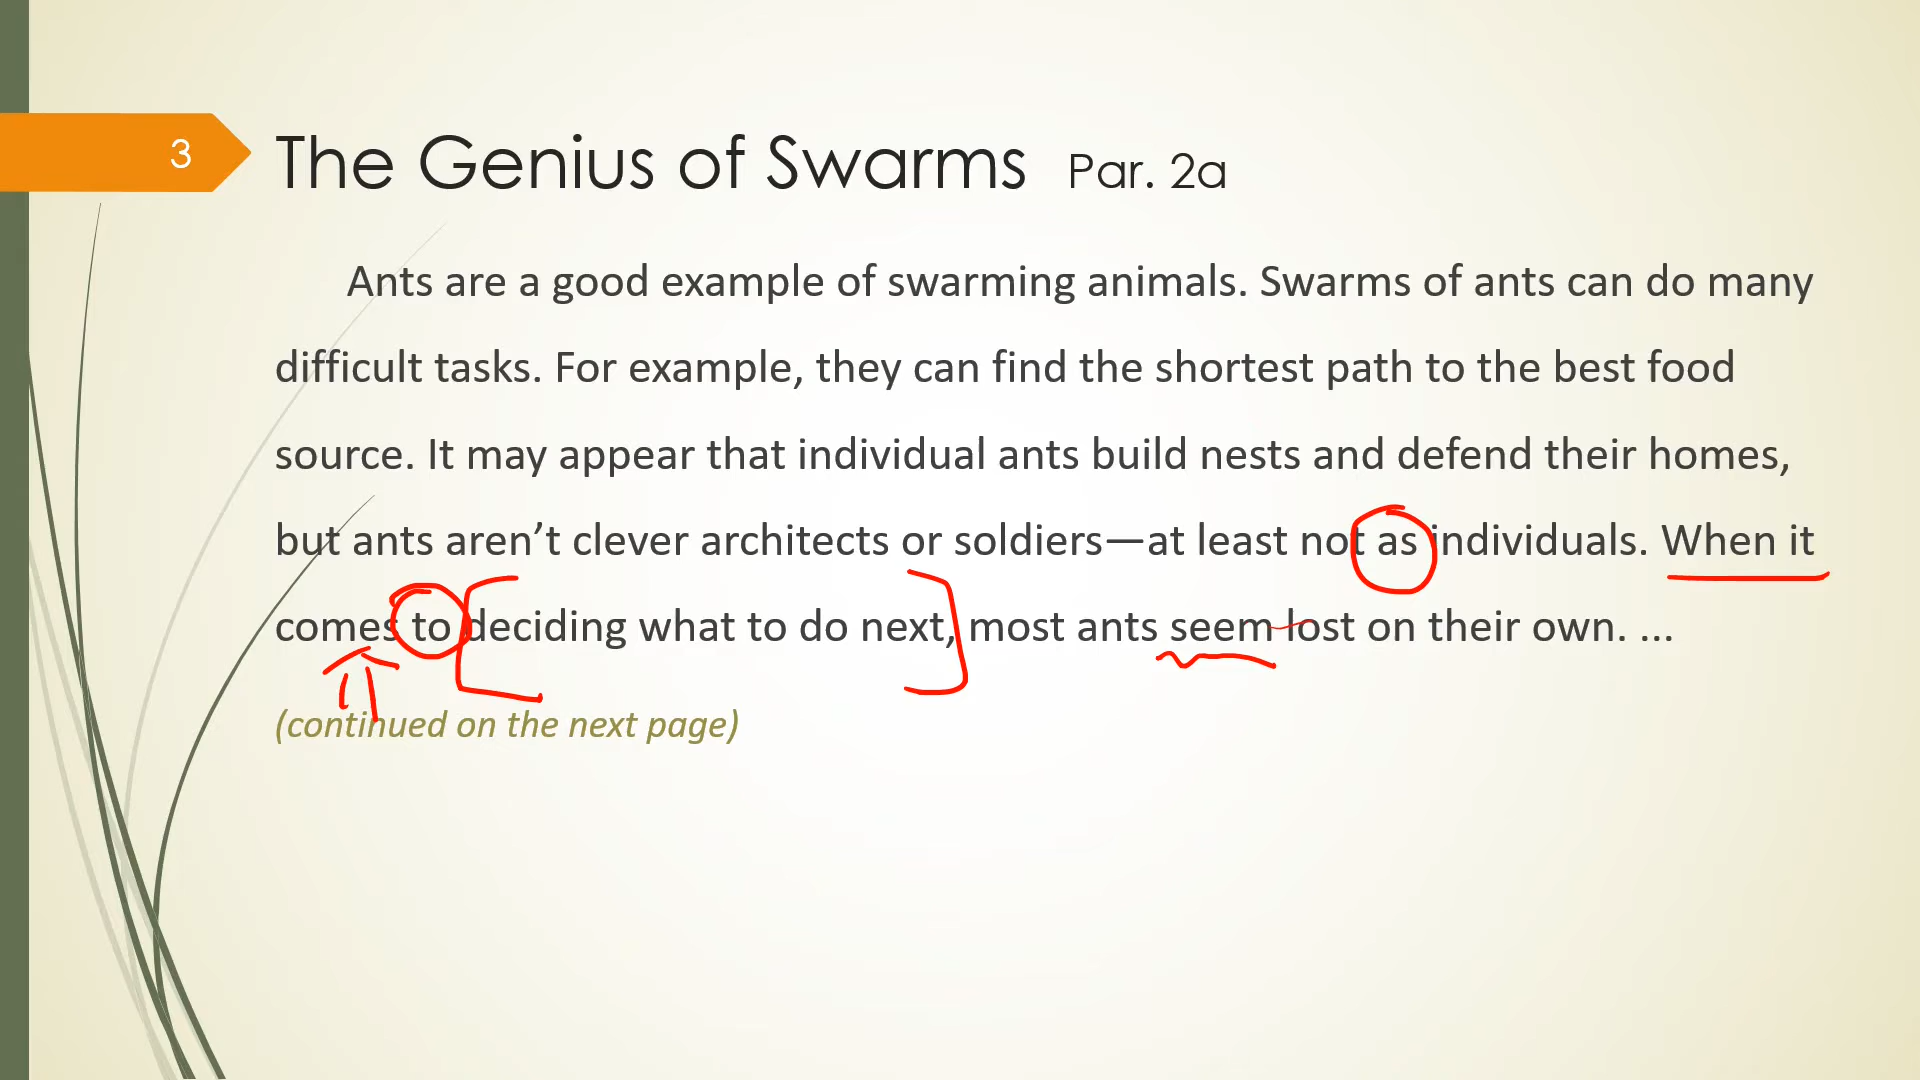 3
The Genius of Swarms Par. 2a
Ants are a good example of swarming animals. Swarms of ants can do many
difficult tasks. For example, they can find the shortest path to the best food
source. It may appear that individual ants build nests and defend their homes,
but ants aren’t clever architects or soldiers—at least not as individuals. When it
comes to deciding what to do next, most ants seem lost on their own. ...
(continued on the next page)